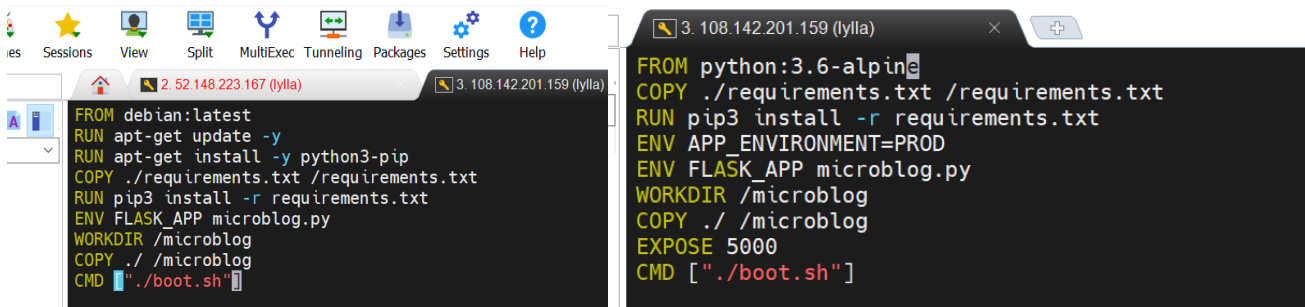 es Sessions View Split MultiExec Tunneling Packages Settings Help
2. 52.148.223.167 (lylla)
3. 108.142.201.159 (lylla)
A
FROM debian:latest
RUN apt-get update -y
RUN apt-get install -y python3-pip
COPY ./requirements.txt /requirements.txt
RUN pip3 install -r requirements.txt
ENV FLASK_APP microblog.py
WORKDIR /microblog
COPY ./ /microblog
CMD ["./boot.sh"]
3. 108.142.201.159 (lylla)
FROM python:3.6-alpine
COPY ./requirements.txt /requirements.txt
RUN pip3 install -r requirements.txt
ENV APP_ENVIRONMENT=PROD
ENV FLASK_APP microblog.py
WORKDIR /microblog
COPY ./ /microblog
EXPOSE 5000
CMD ["./boot.sh"]